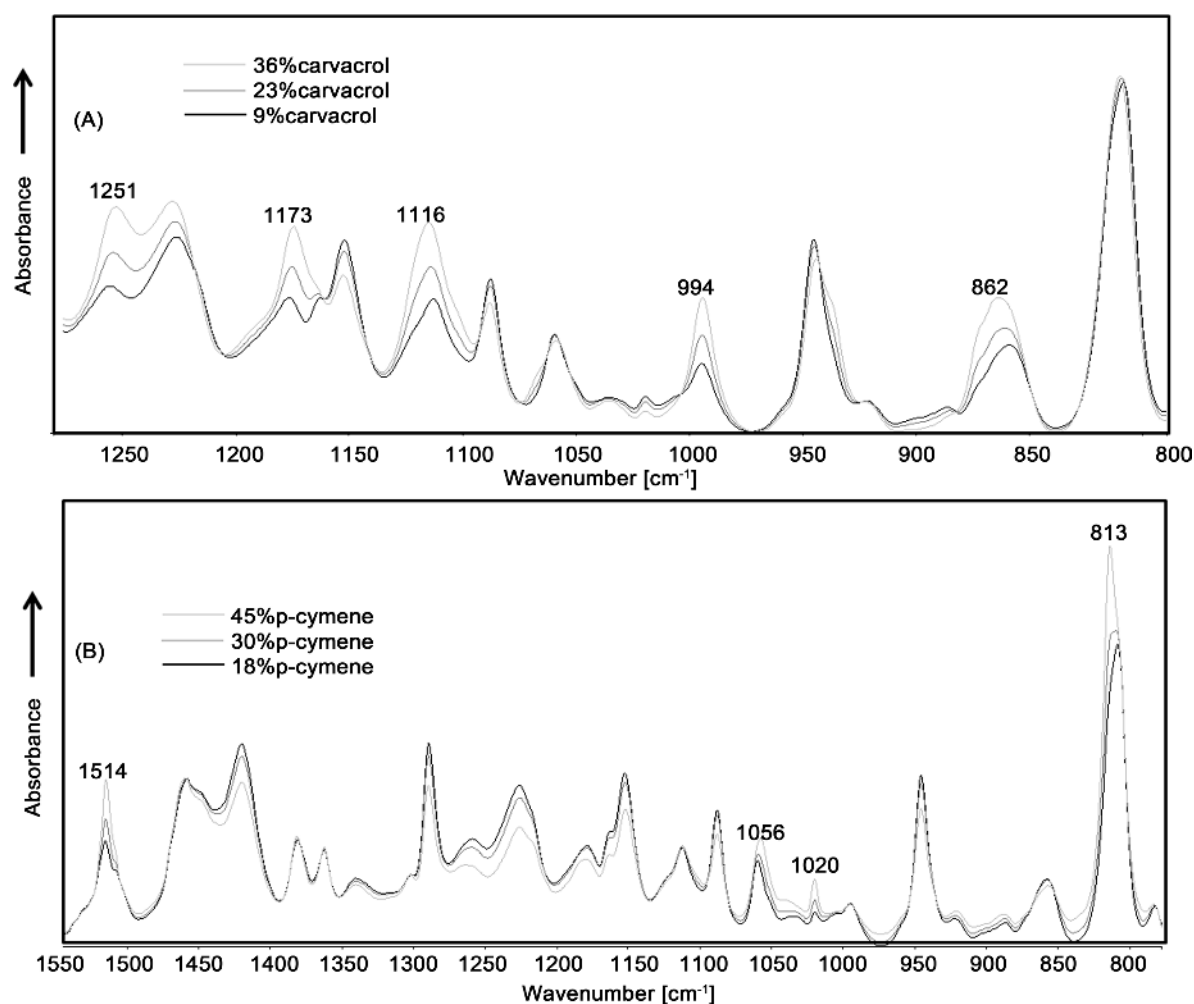 36%carvacrol
23%carvacrol
9%carvacrol
(A)
Absorbance
1251
1173
1116
994
862
1250 1200 1150 1100 1050 1000 950 900 850 800
Wavenumber [cm-1]
45%p-cymene
30%p-cymene
18%p-cymene
(B)
Absorbance
813
1514
1056
1020
1550 1500 1450 1400 1350 1300 1250 1200 1150 1100 1050 1000 950 900 850 800
Wavenumber [cm-1]